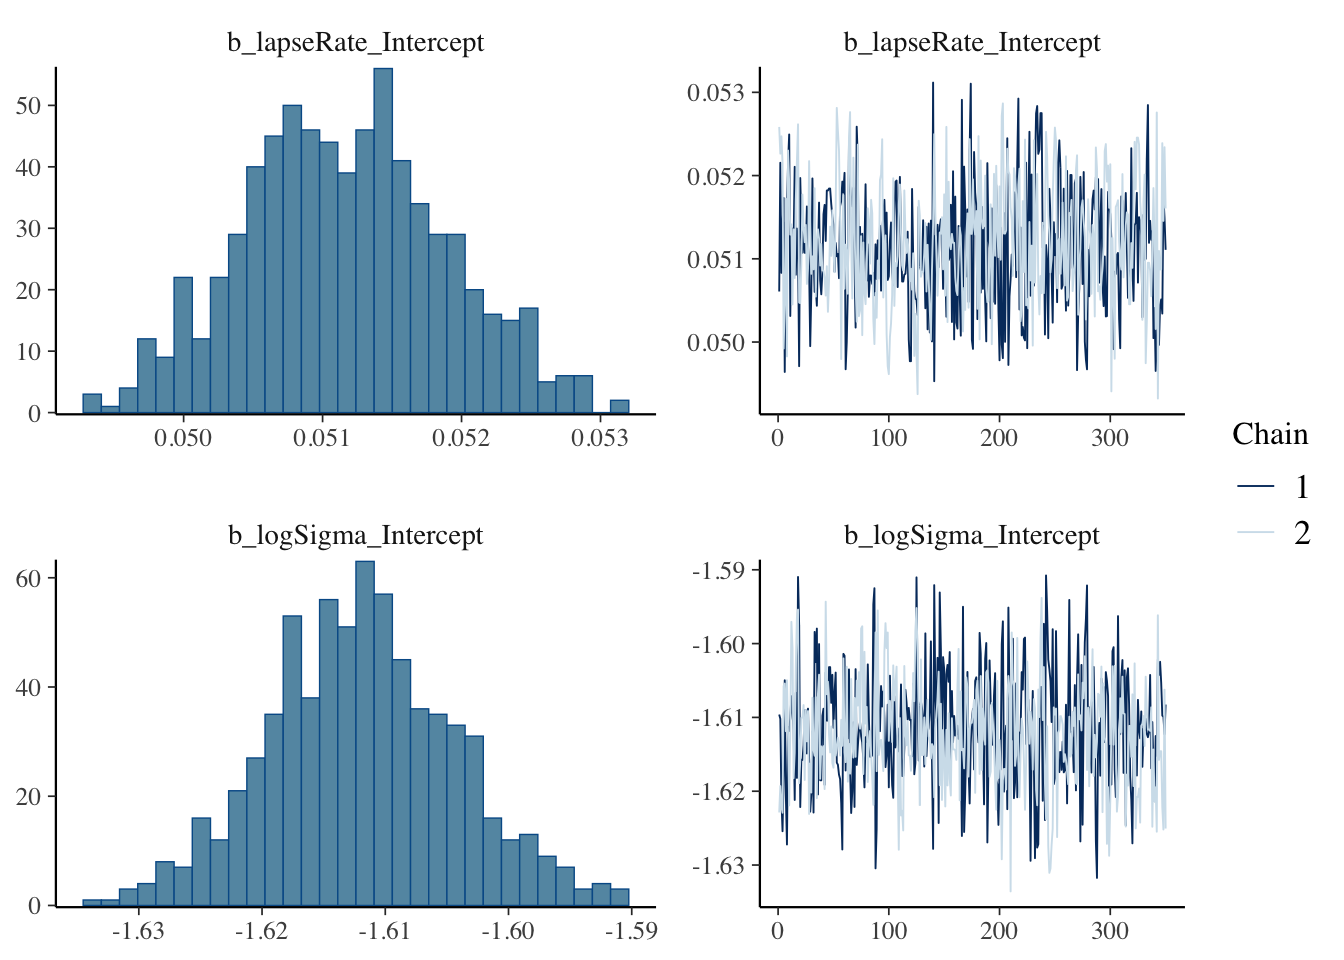 b_lapseRate_Intercept
50
40
30
20
10
0
0.050 0.051 0.052 0.053
b_lapseRate_Intercept
0.053
0.052
0.051
0.050
0 100 200 300
b_logSigma_Intercept
60
40
20
0
-1.63 -1.62 -1.61 -1.60 -1.59
b_logSigma_Intercept
-1.59
-1.60
-1.61
-1.62
-1.63
0 100 200 300
Chain
1
2